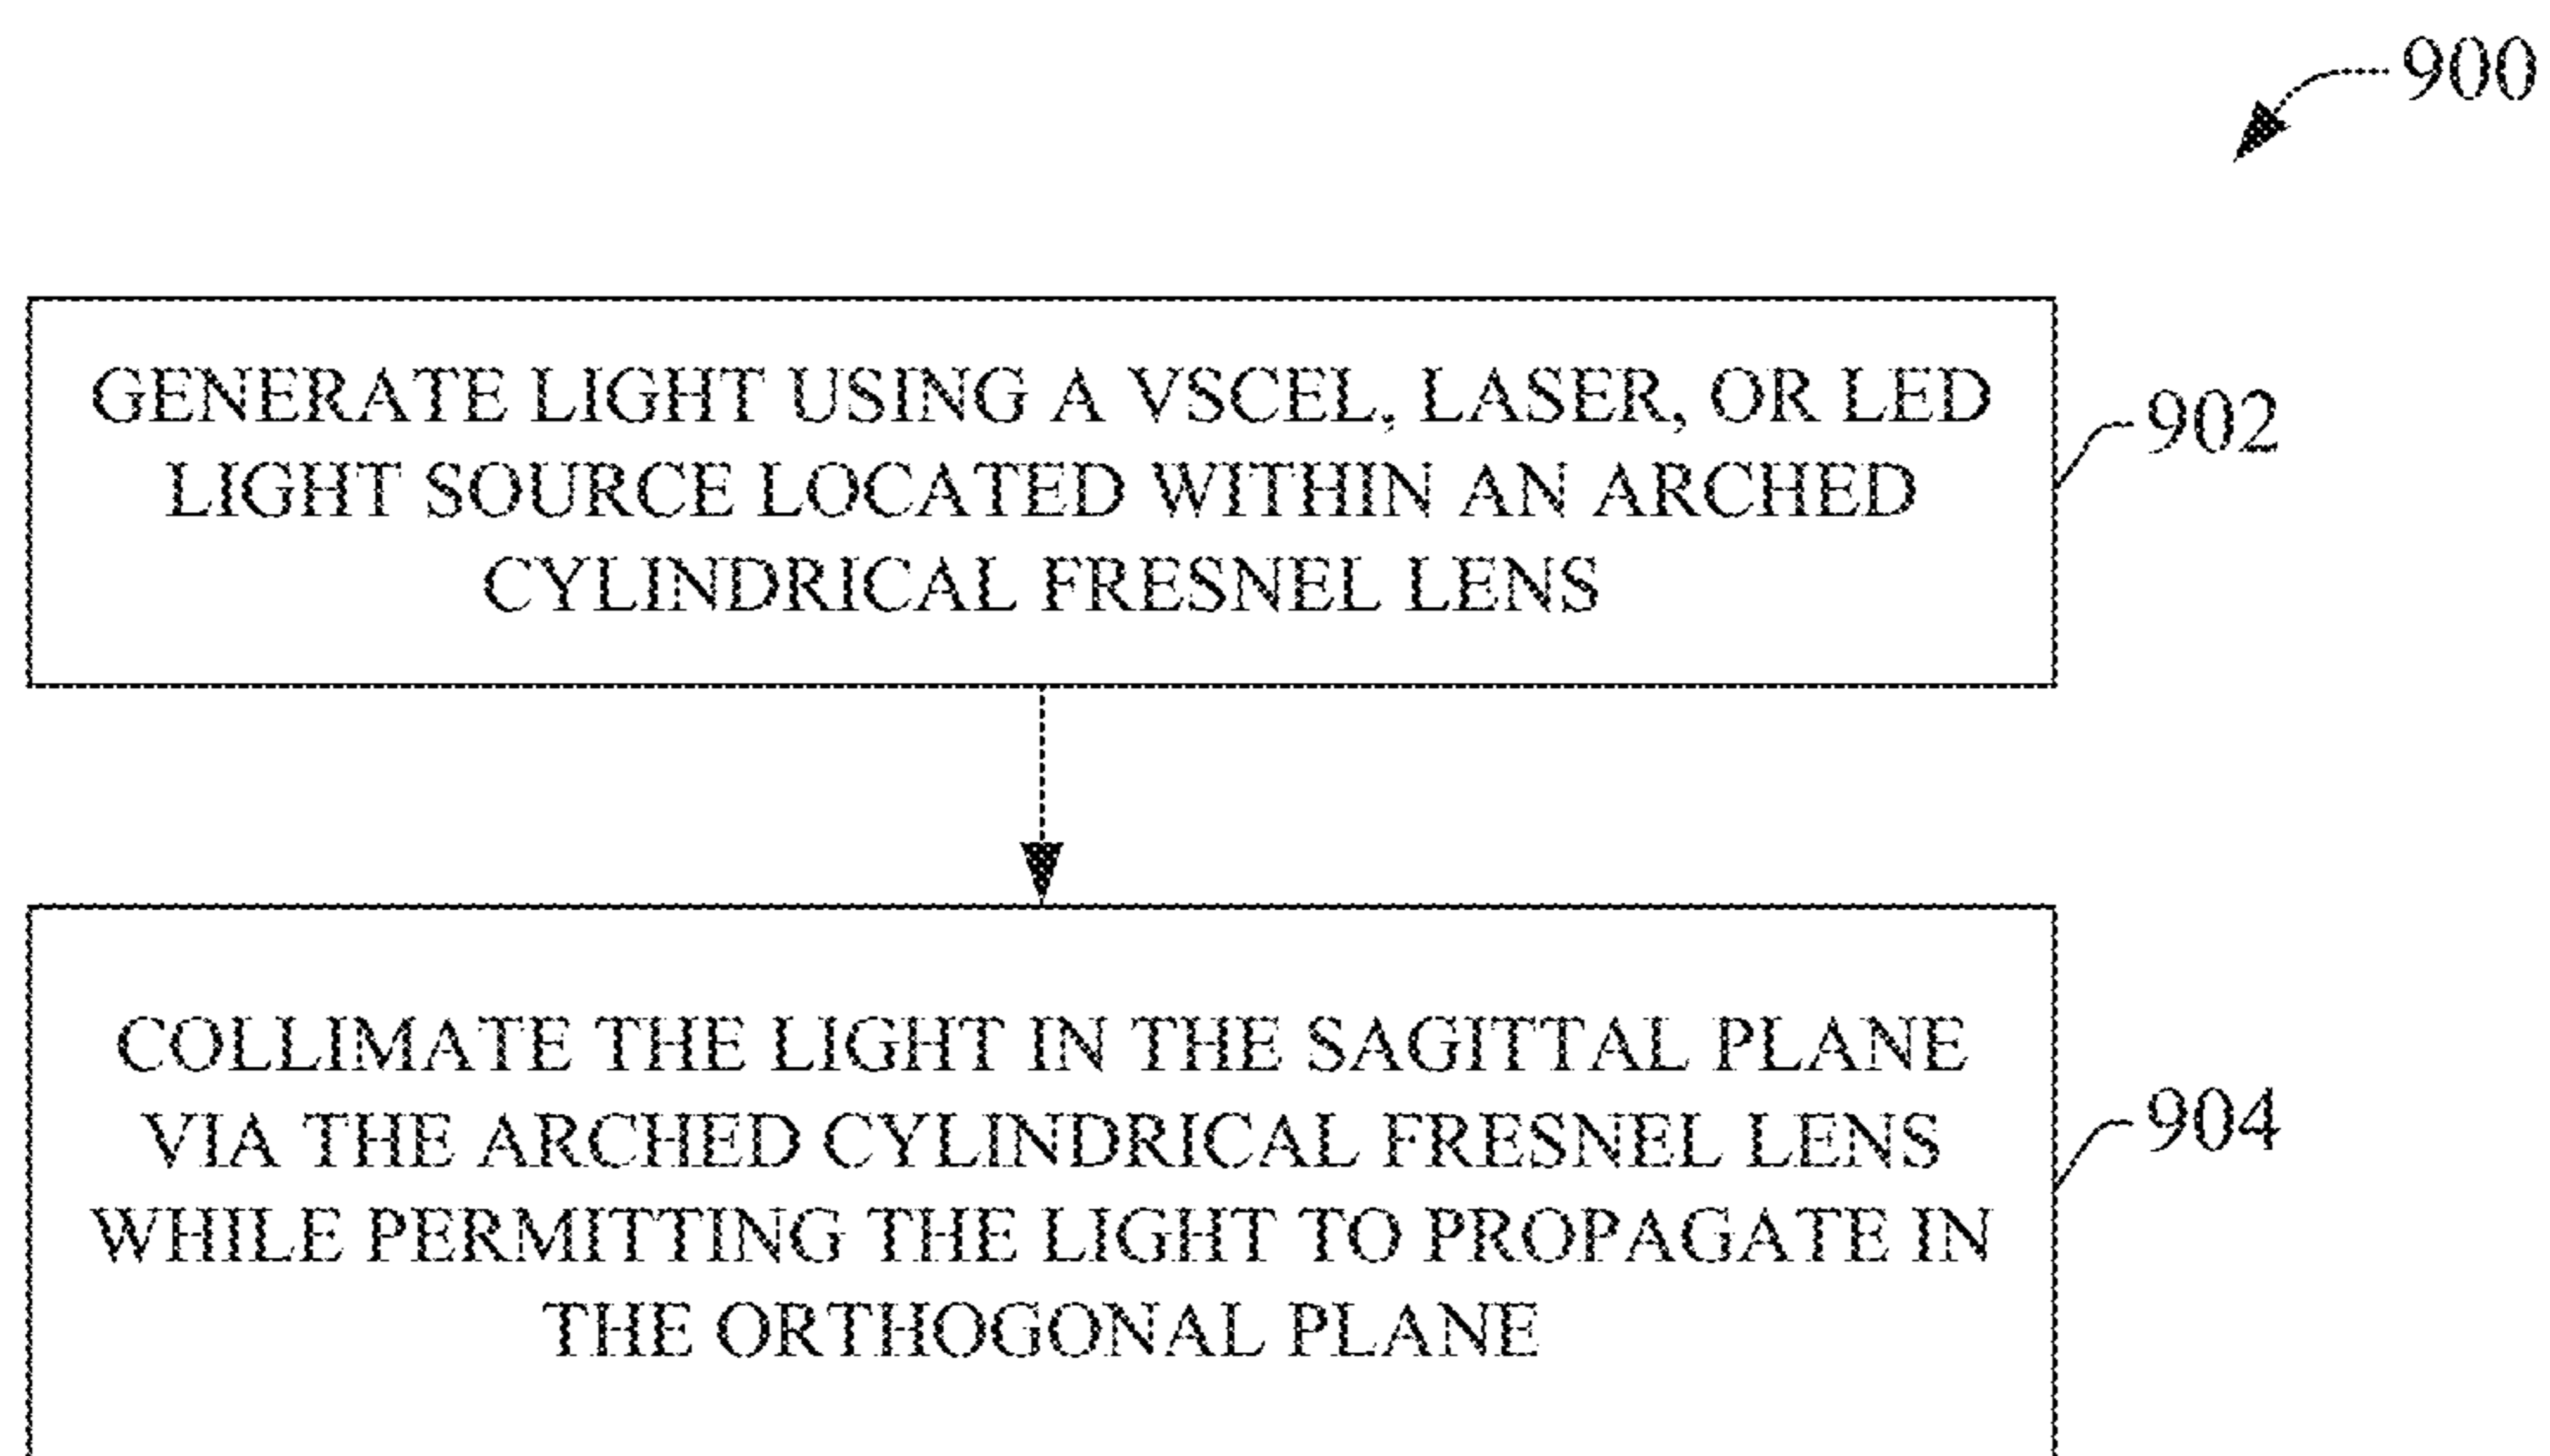 900
GENERATE LIGHT USING A VSCEL, LASER, OR LED
LIGHT SOURCE LOCATED WITHIN AN ARCHED
CYLINDRICAL FRESNEL LENS
902
COLLIMATE THE LIGHT IN THE SAGITTAL PLANE
VIA THE ARCHED CYLINDRICAL FRESNEL LENS
WHILE PERMITTING THE LIGHT TO PROPAGATE IN
THE ORTHOGONAL PLANE
904